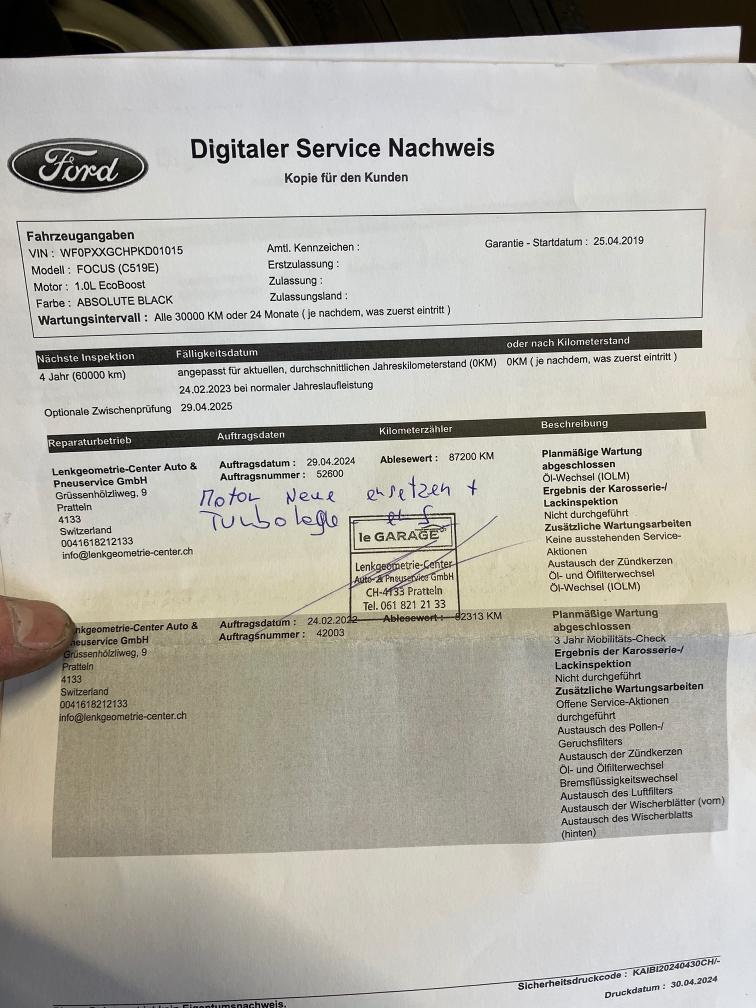 Ford
Digitaler Service Nachweis
Kopie für den Kunden
Fahrzeugangaben
VIN : WF0PXXGCHPKD01015
Modell : FOCUS (C519E)
Motor : 1.0L EcoBoost
Farbe : ABSOLUTE BLACK
Amtl. Kennzeichen :
Erstzulassung :
Zulassung :
Zulassungsland :
Garantie - Startdatum : 25.04.2019
Wartungsintervall : Alle 30000 KM oder 24 Monate ( je nachdem, was zuerst eintritt )
Nächste Inspektion Fälligkeitsdatum oder nach Kilometerstand
4 Jahr (60000 km) angepasst für aktuellen, durchschnittlichen Jahreskilometerstand (0KM) 0KM ( je nachdem, was zuerst eintritt )
24.02.2023 bei normaler Jahreslaufleistung
Optionale Zwischenprüfung 29.04.2025
Reparaturbetrieb Auftragsdaten Kilometerzähler Beschreibung
Lenkgeometrie-Center Auto &
Pneuservice GmbH
Grüssenhölzliweg, 9
Pratteln
4133
Switzerland
0041618212133
info@lenkgeometrie-center.ch
Auftragsdatum : 29.04.2024
Auftragsnummer : 52600
Ablesewert : 87200 KM
Planmäßige Wartung
abgeschlossen
Öl-Wechsel (IOLM)
Ergebnis der Karosserie-/
Lackinspektion
Nicht durchgeführt
Zusätzliche Wartungsarbeiten
Keine ausstehenden Service-
Aktionen
Austausch der Zündkerzen
Öl- und Ölfilterwechsel
Öl-Wechsel (IOLM)
Motor Neue ersetzen +
le GARAGE
Lenkgeometrie-Center
Auto- & Pneuservice GmbH
CH-4133 Pratteln
Tel. 061 821 21 33
nkgeometrie-Center Auto &
neuservice GmbH
Grüssenhölzliweg, 9
Pratteln
4133
Switzerland
0041618212133
info@lenkgeometrie-center.ch
Auftragsdatum : 24.02.2022
Auftragsnummer : 42003
Ablesewert : 2313 KM
Planmäßige Wartung
abgeschlossen
3 Jahr Mobilitäts-Check
Ergebnis der Karosserie-/
Lackinspektion
Nicht durchgeführt
Zusätzliche Wartungsarbeiten
Offene Service-Aktionen
durchgeführt
Austausch des Pollen-/
Geruchsfilters
Austausch der Zündkerzen
Öl- und Ölfilterwechsel
Bremsflüssigkeitswechsel
Austausch des Luftfilters
Austausch der Wischerblätter (vorn)
Austausch des Wischerblatts
(hinten)
Sicherheitsdruckcode : KAIBI20240430CH/-
Druckdatum : 30.04.2024